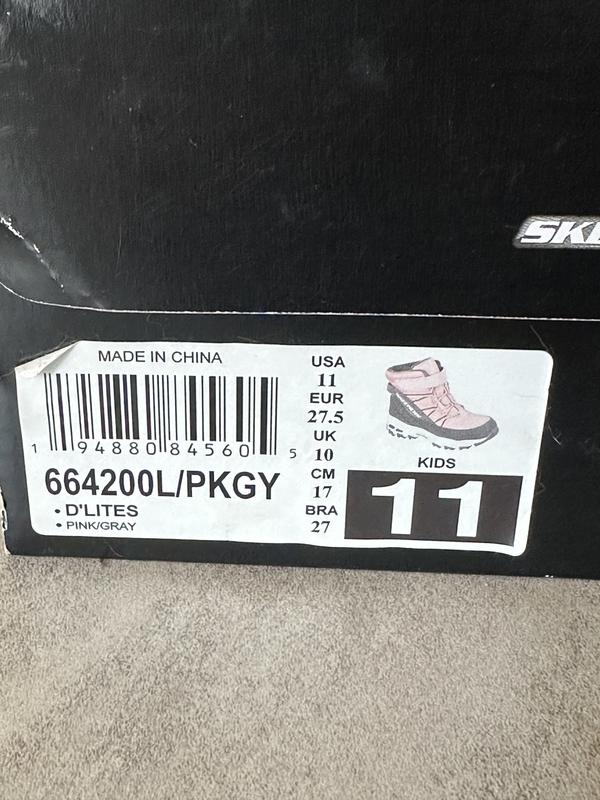 MADE IN CHINA
1 94880 84560 5
664200L/PKGY
• D'LITES
• PINK/GRAY
USA
11
EUR
27.5
UK
10
CM
17
BRA
27
KIDS
11